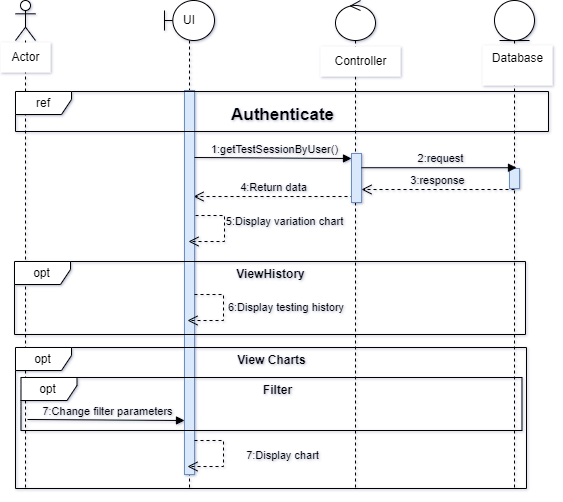 UI
Actor
Controller
Database
ref
Authenticate
1:getTestSessionByUser()
2:request
3:response
4:Return data
5:Display variation chart
opt
ViewHistory
6:Display testing history
opt
View Charts
opt
Filter
7:Change filter parameters
7:Display chart